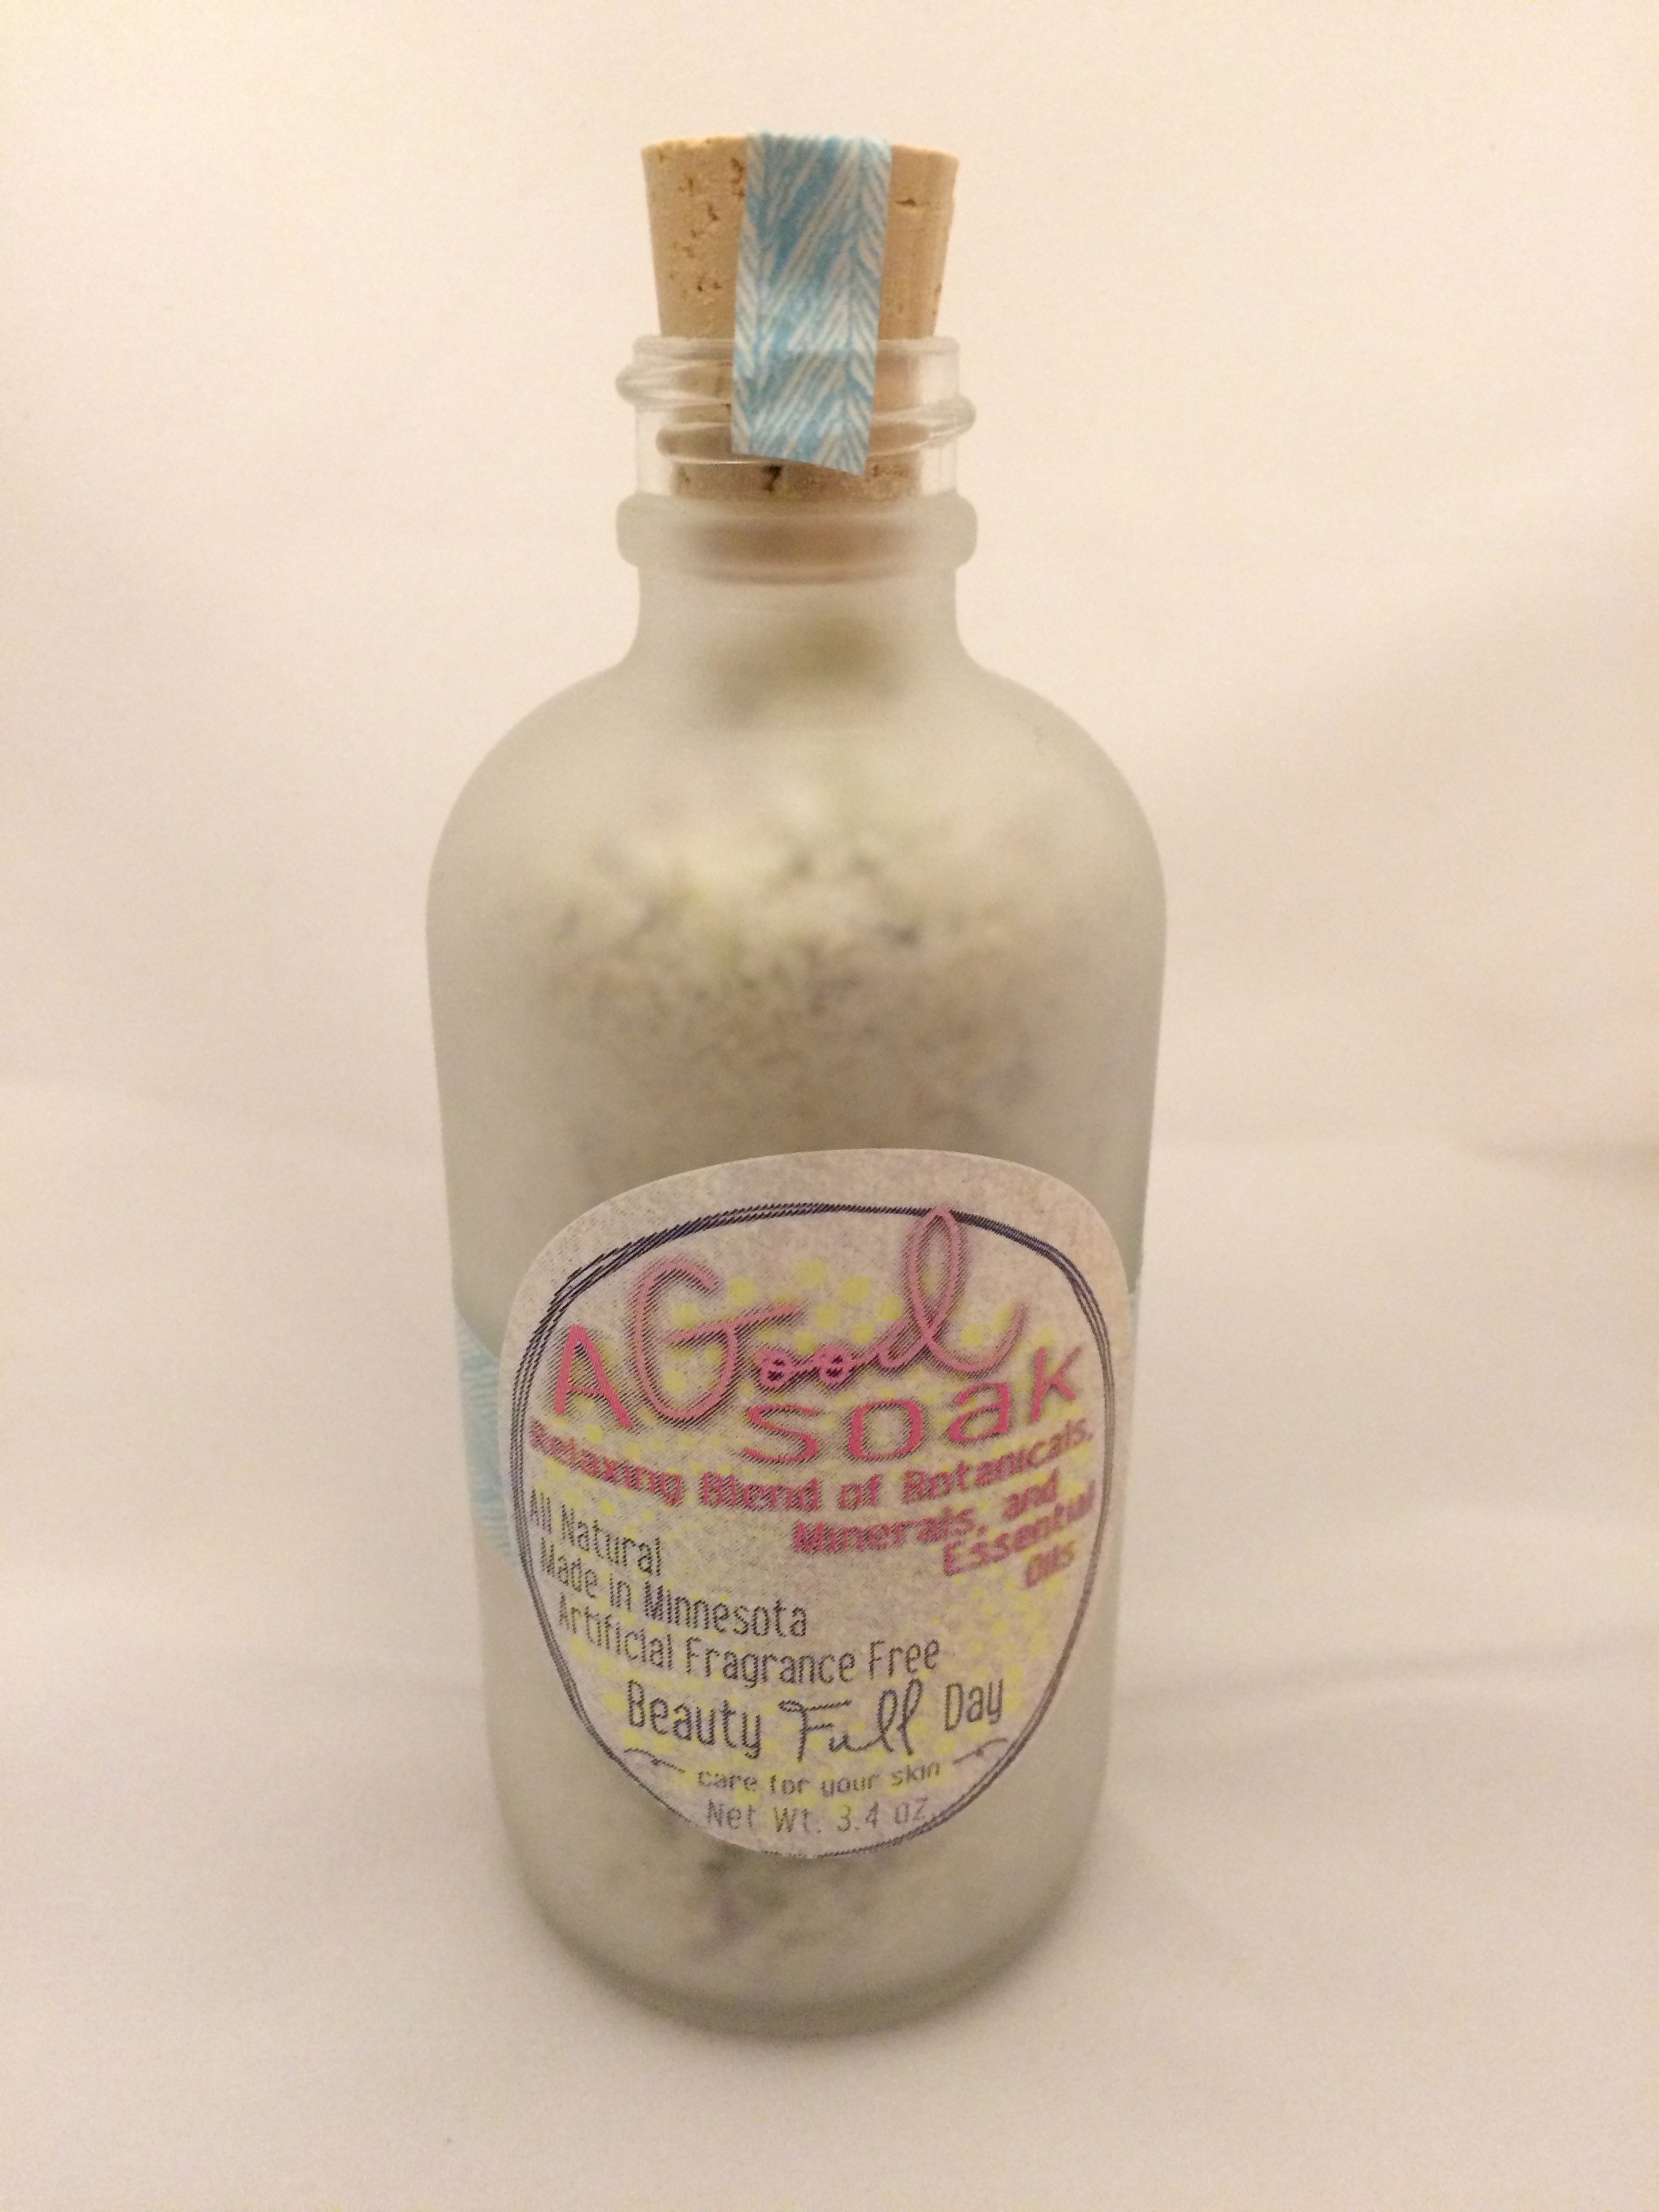 A Good
soak
Relaxing Blend of Botanicals,
Minerals, and
Essential
Oils
All Natural
Made in Minnesota
Artificial Fragrance Free
Beauty Full Day
care for your skin
Net Wt. 3.4 oz.